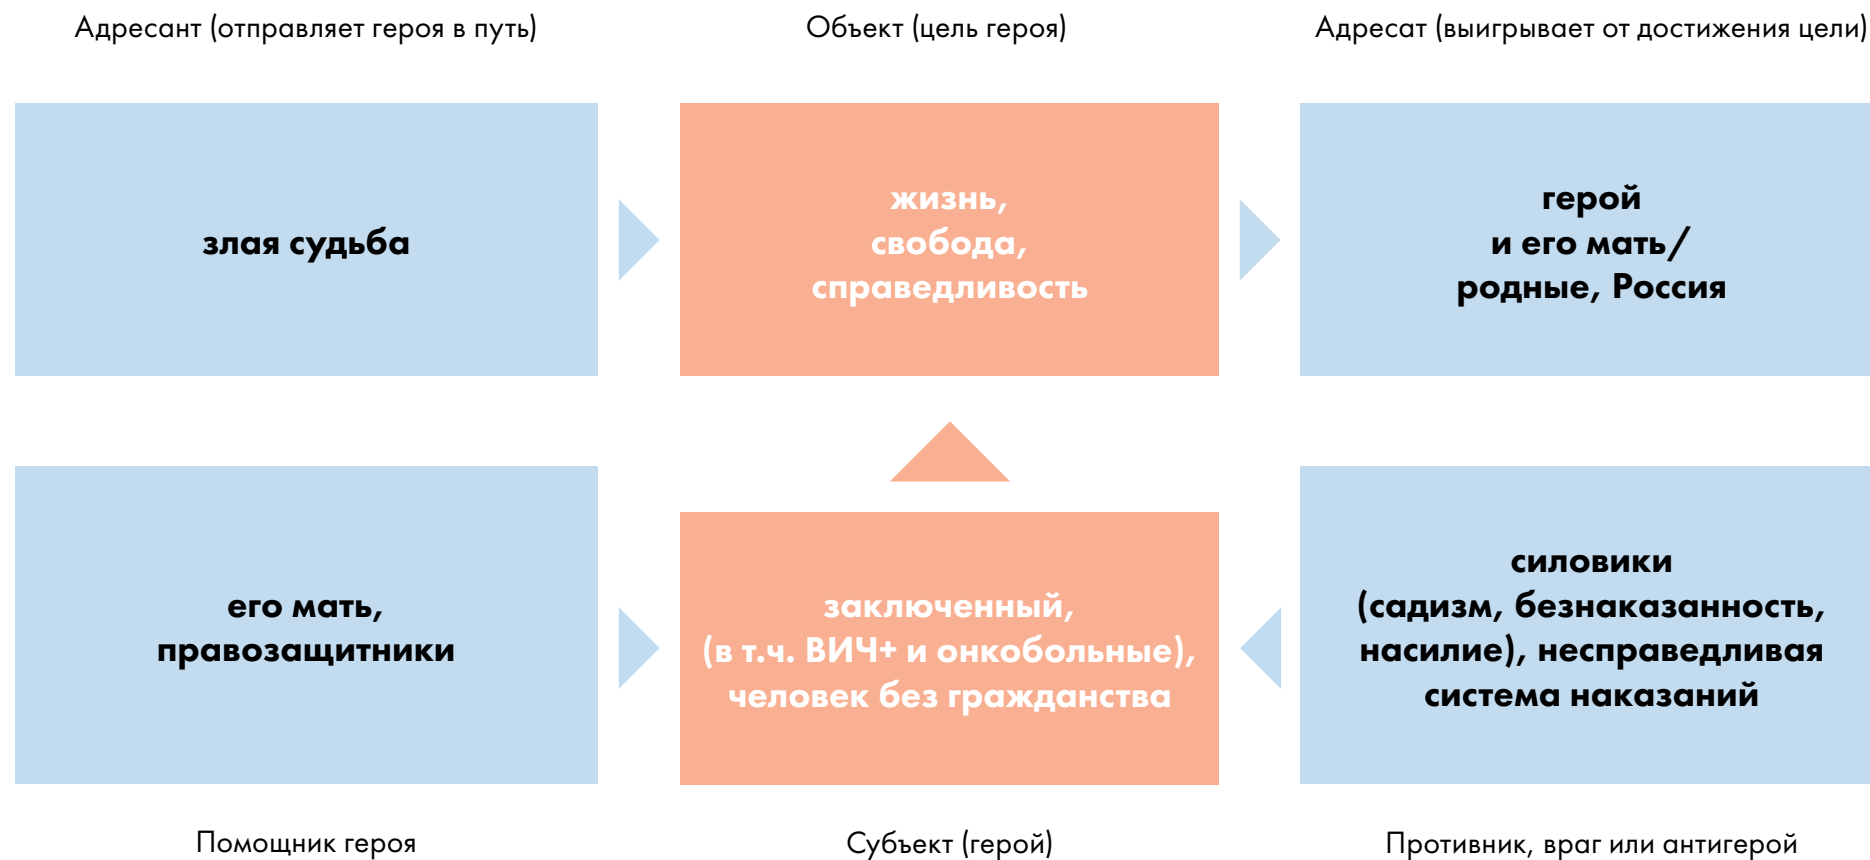 Адресант (отправляет героя в путь)
Объект (цель героя)
Адресат (выигрывает от достижения цели)
злая судьба
жизнь,
свобода,
справедливость
герой
и его мать/
родные, Россия
его мать,
правозащитники
заключенный,
(в т.ч. ВИЧ+ и онкобольные),
человек без гражданства
силовики
(садизм, безнаказанность,
насилие), несправедливая
система наказаний
Помощник героя
Субъект (герой)
Противник, враг или антигерой